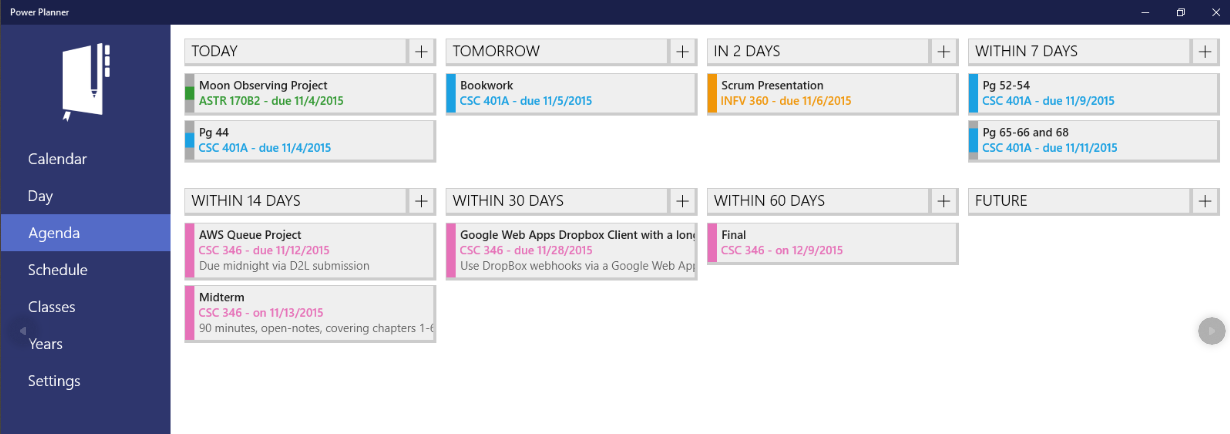 Power Planner
Calendar
Day
Agenda
Schedule
Classes
Years
Settings
TODAY
Moon Observing Project
ASTR 170B2 - due 11/4/2015
Pg 44
CSC 401A - due 11/4/2015
TOMORROW
Bookwork
CSC 401A - due 11/5/2015
IN 2 DAYS
Scrum Presentation
INFV 360 - due 11/6/2015
WITHIN 7 DAYS
Pg 52-54
CSC 401A - due 11/9/2015
Pg 65-66 and 68
CSC 401A - due 11/11/2015
WITHIN 14 DAYS
AWS Queue Project
CSC 346 - due 11/12/2015
Due midnight via D2L submission
Midterm
CSC 346 - on 11/13/2015
90 minutes, open-notes, covering chapters 1-6
WITHIN 30 DAYS
Google Web Apps Dropbox Client with a long
CSC 346 - due 11/28/2015
Use DropBox webhooks via a Google Web App
WITHIN 60 DAYS
Final
CSC 346 - on 12/9/2015
FUTURE